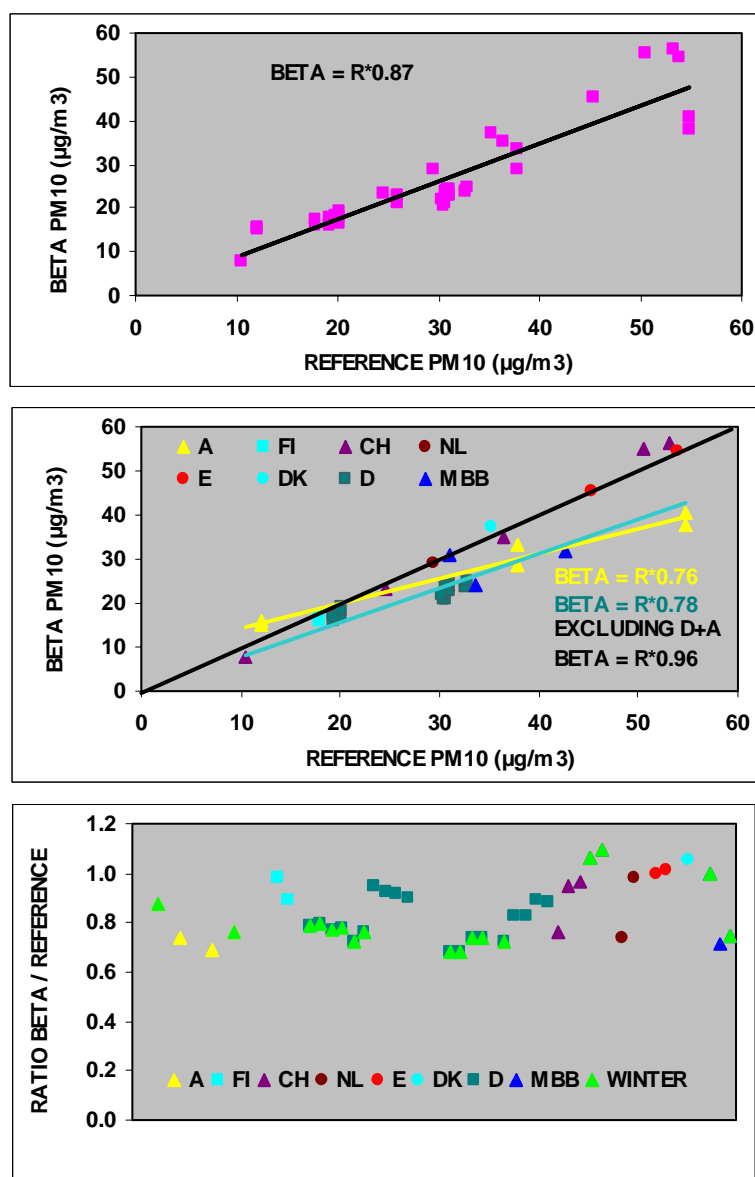 60
50
40
30
20
10
0
BETA PM10 (µg/m3)
BETA = R*0.87
0 10 20 30 40 50 60
REFERENCE PM10 (µg/m3)
60
50
40
30
20
10
0
BETA PM10 (µg/m3)
A FI CH NL
E DK D MBB
BETA = R*0.76
BETA = R*0.78
EXCLUDING D+A
BETA = R*0.96
0 10 20 30 40 50 60
REFERENCE PM10 (µg/m3)
1.2
1.0
0.8
0.6
0.4
0.2
0.0
RATIO BETA / REFERENCE
A FI CH NL E DK D MBB WINTER